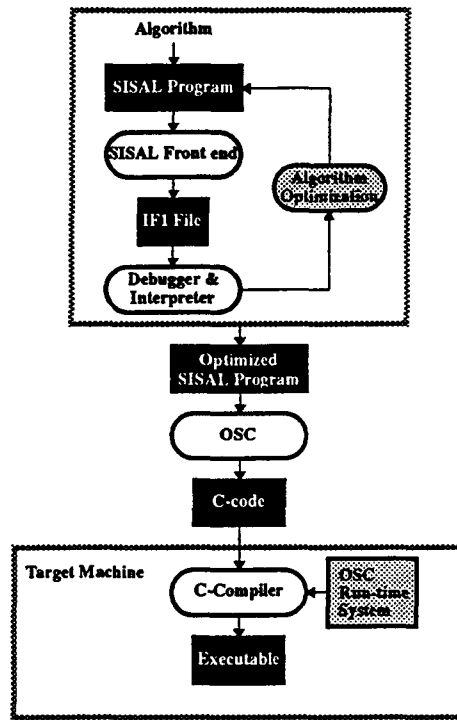 Algorithm
SISAL Program
SISAL Front end
Algorithm
Optimization
IF1 File
Debugger &
Interpreter
Optimized
SISAL Program
OSC
C-code
Target Machine
C-Compiler
OSC
Run-time
System
Executable